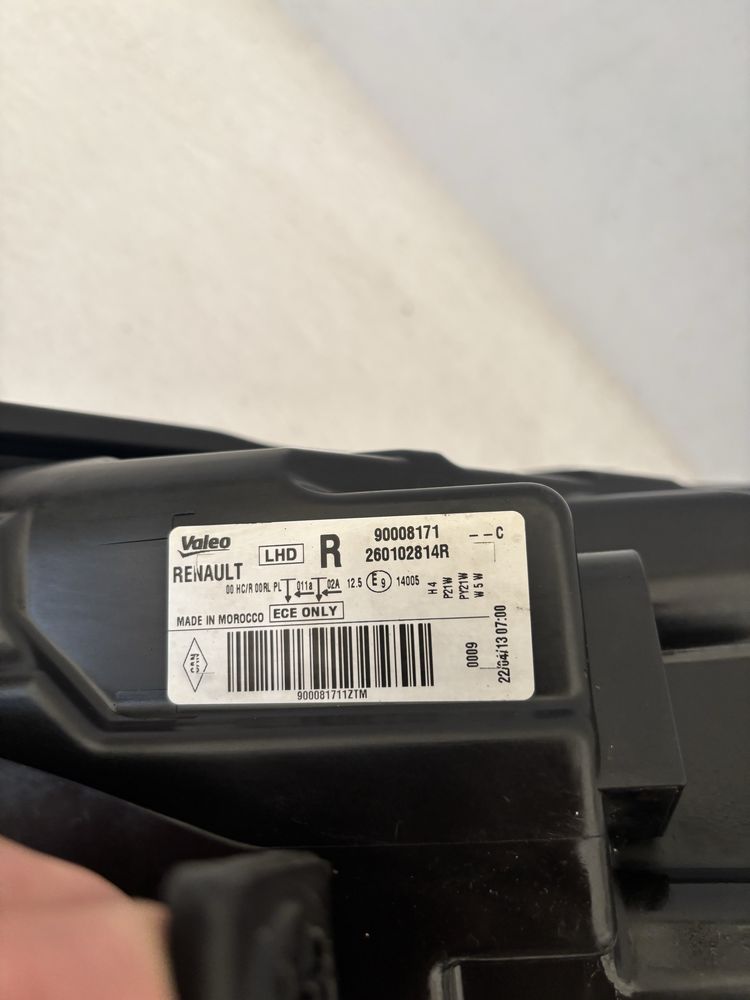 Valeo
LHD
R
90008171
--C
RENAULT
260102814R
00 HC/R 00RL PL 011a 02A 12.5 E9 14005
H4
P21W
PY21W
W5W
MADE IN MOROCCO
ECE ONLY
0009
22/04/13 07:00
900081711ZTM